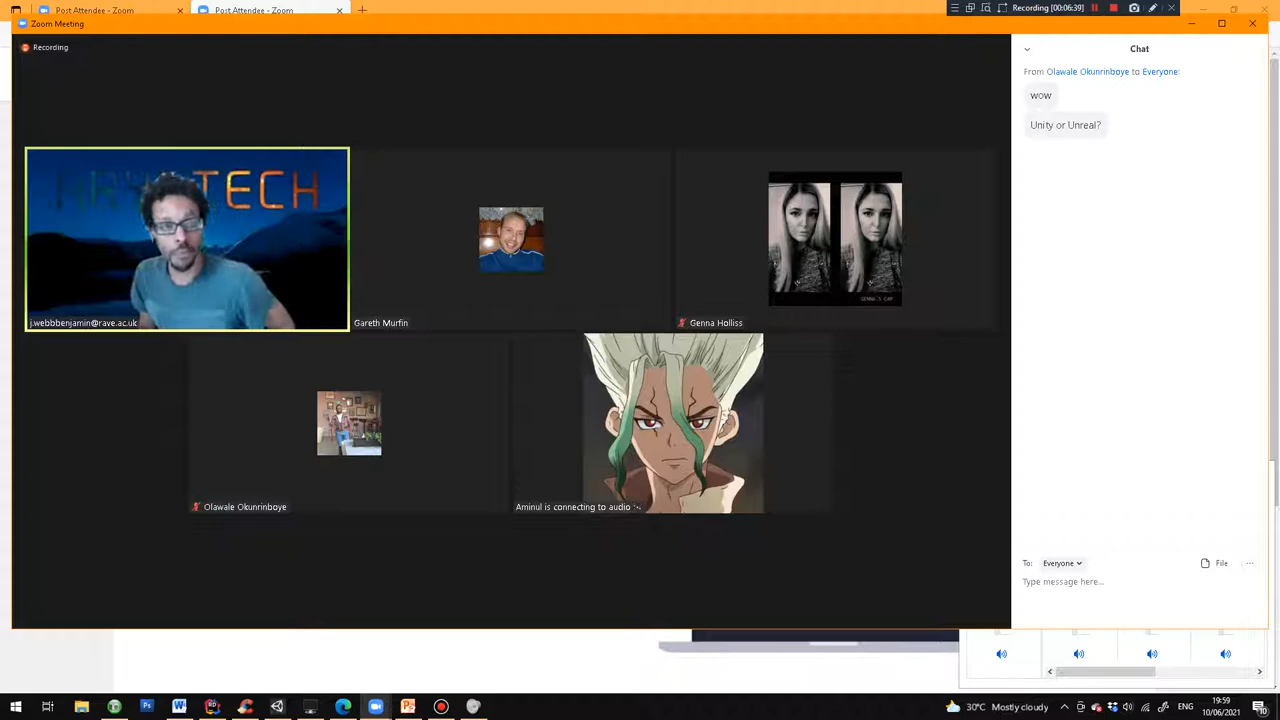 Post Attendee - Zoom
Post Attendee - Zoom
Recording [00:06:39]
Zoom Meeting
Recording
TECH
j.webbbenjamin@rave.ac.uk
Gareth Murfin
Genna Holliss
Olawale Okunrinboye
Aminul is connecting to audio
Chat
From Olawale Okunrinboye to Everyone:
wow
Unity or Unreal?
To: Everyone
File
Type message here...
30°C Mostly cloudy
19:59
10/06/2021